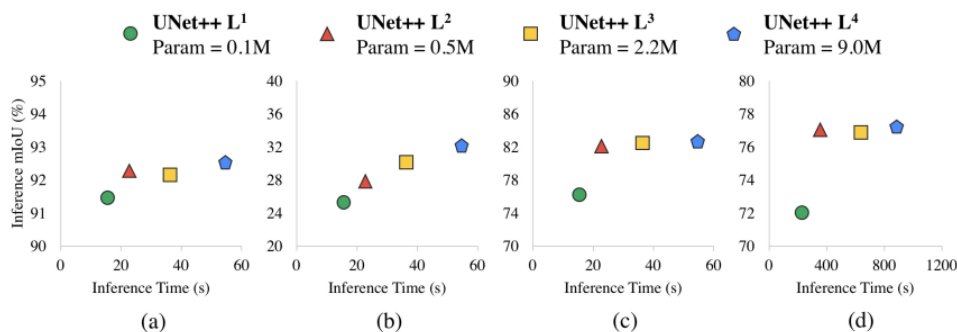 UNet++ L¹ UNet++ L² UNet++ L³ UNet++ L⁴
Param = 0.1M Param = 0.5M Param = 2.2M Param = 9.0M
Inference mIoU (%)
95
94
93
92
91
90
0 20 40 60
Inference Time (s)
(a)
40
36
32
28
24
20
0 20 40 60
Inference Time (s)
(b)
90
86
82
78
74
70
0 20 40 60
Inference Time (s)
(c)
80
78
76
74
72
70
0 400 800 1200
Inference Time (s)
(d)